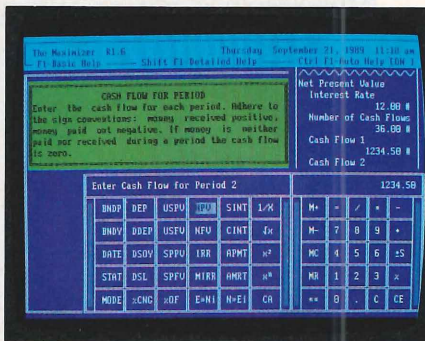 The Maximizer R1.6 Thursday September 21, 1989 11:18 am
F1-Basic Help Shift F1-Detailed Help Ctrl F1-Auto Help ION 1
CASH FLOW FOR PERIOD
Enter the cash flow for each period. Adhere to
the sign conventions: money received positive,
money paid out negative. If money is neither
paid nor received during a period the cash flow
is zero.
Net Present Value
Interest Rate
12.00 #
Number of Cash Flows
36.00 #
Cash Flow 1
1234.50 #
Cash Flow 2
Enter Cash Flow for Period 2 1234.50
BNDP DEP USPV NPV SINT 1/X M+ = / * -
BNDY DDEP USFV NFV CINT √x M- 7 8 9 +
DATE DSOY SPPV IRR APMT x² MC 4 5 6 ±S
STAT DSL SPFV MIRR AMRT MR 1 2 3
MODE %CNG %OF E=Ni N=Ei CA ** 0 . C CE